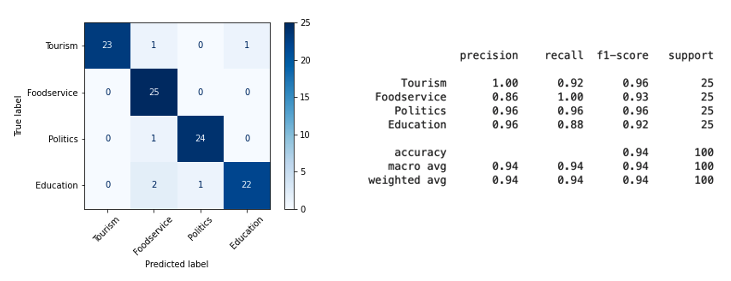 True label
Tourism 23 1 0 1
Foodservice 0 25 0 0
Politics 0 1 24 0
Education 0 2 1 22
Tourism Foodservice Politics Education
Predicted label
25
20
15
10
5
0
precision recall f1-score support
Tourism 1.00 0.92 0.96 25
Foodservice 0.86 1.00 0.93 25
Politics 0.96 0.96 0.96 25
Education 0.96 0.88 0.92 25
accuracy 0.94 100
macro avg 0.94 0.94 0.94 100
weighted avg 0.94 0.94 0.94 100